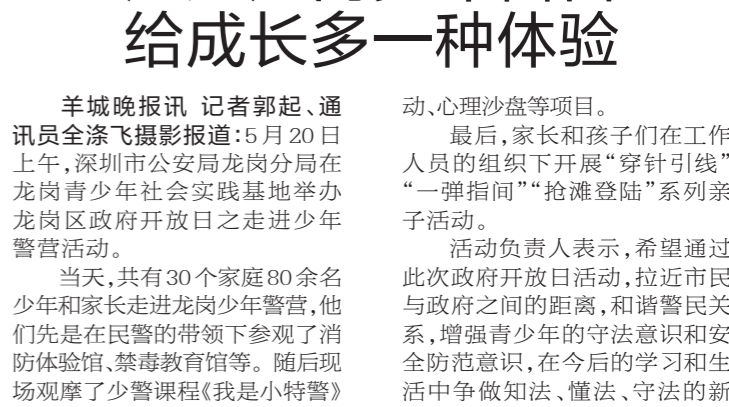 给成长多一种体验
羊城晚报讯 记者郭起、通
讯员全涤飞摄影报道:5月20日
上午,深圳市公安局龙岗分局在
龙岗青少年社会实践基地举办
龙岗区政府开放日之走进少年
警营活动。
当天,共有30个家庭80余名
少年和家长走进龙岗少年警营,他
们先是在民警的带领下参观了消
防体验馆、禁毒教育馆等。随后现
场观摩了少警课程《我是小特警》
动、心理沙盘等项目。
最后,家长和孩子们在工作
人员的组织下开展“穿针引线”
“一弹指间”“抢滩登陆”系列亲
子活动。
活动负责人表示,希望通过
此次政府开放日活动,拉近市民
与政府之间的距离,和谐警民关
系,增强青少年的守法意识和安
全防范意识,在今后的学习和生
活中争做知法、懂法、守法的新